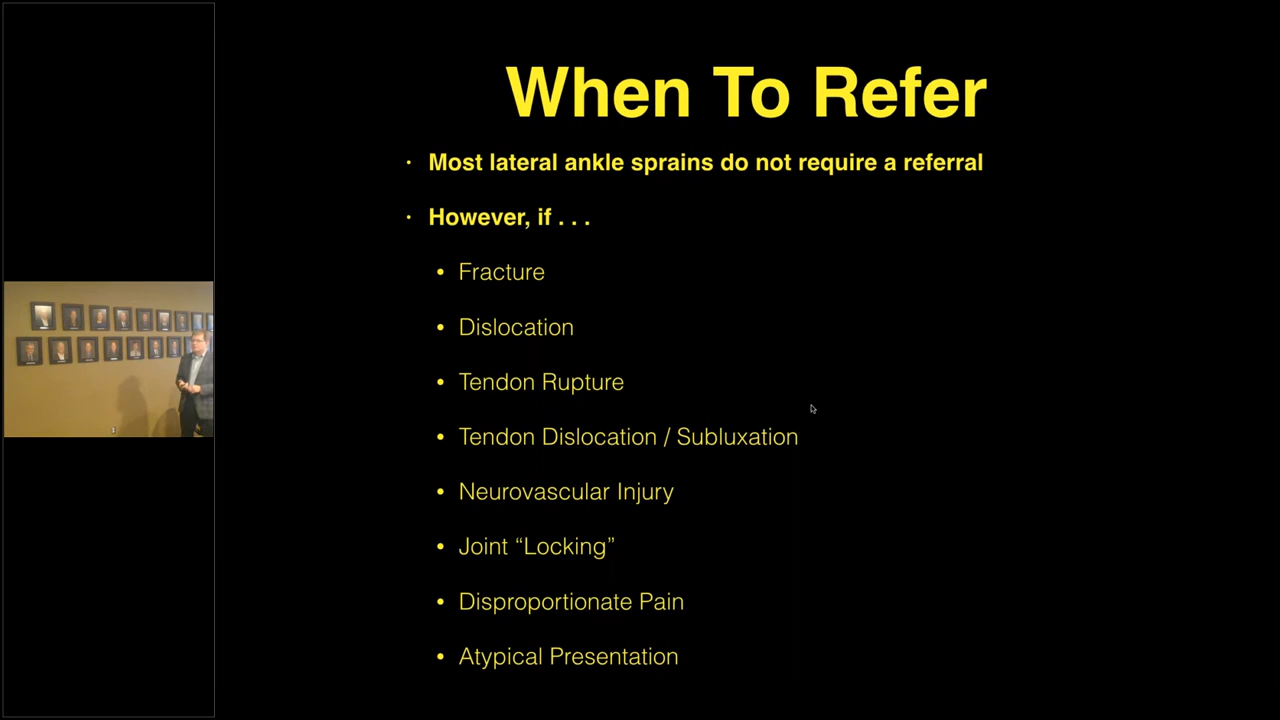 When To Refer
· Most lateral ankle sprains do not require a referral
· However, if . . .
• Fracture
• Dislocation
• Tendon Rupture
• Tendon Dislocation / Subluxation
• Neurovascular Injury
• Joint “Locking”
• Disproportionate Pain
• Atypical Presentation